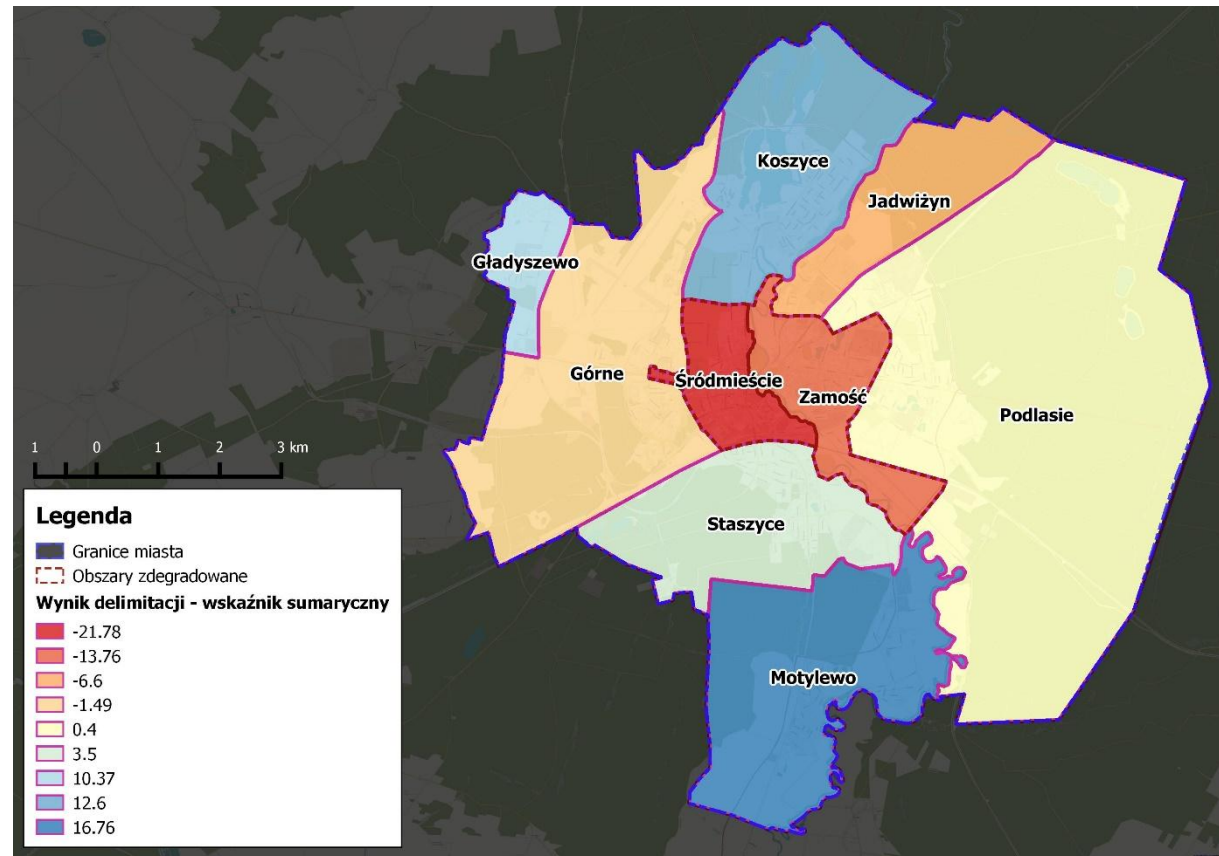 Koszyce
Jadwiżyn
Gładyszewo
Górne
Śródmieście
Zamość
Podlasie
Staszyce
Motylewo
1 0 1 2 3 km
Legenda
Granice miasta
Obszary zdegradowane
Wynik delimitacji - wskaźnik sumaryczny
-21.78
-13.76
-6.6
-1.49
0.4
3.5
10.37
12.6
16.76